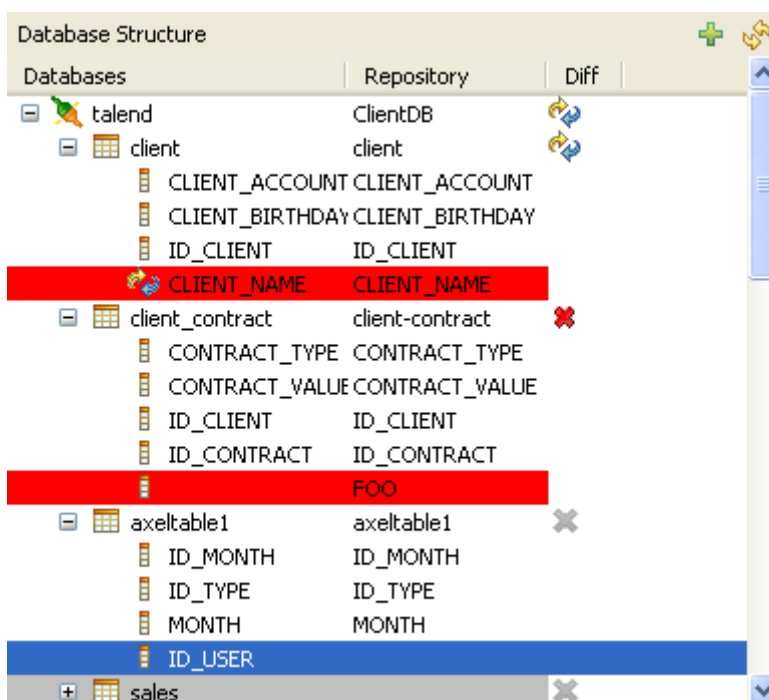 Database Structure
Databases Repository Diff
talend ClientDB
client client
CLIENT_ACCOUNT CLIENT_ACCOUNT
CLIENT_BIRTHDAY CLIENT_BIRTHDAY
ID_CLIENT ID_CLIENT
CLIENT_NAME CLIENT_NAME
client_contract client-contract
CONTRACT_TYPE CONTRACT_TYPE
CONTRACT_VALUE CONTRACT_VALUE
ID_CLIENT ID_CLIENT
ID_CONTRACT ID_CONTRACT
FOO
axeltable1 axeltable1
ID_MONTH ID_MONTH
ID_TYPE ID_TYPE
MONTH MONTH
ID_USER
sales